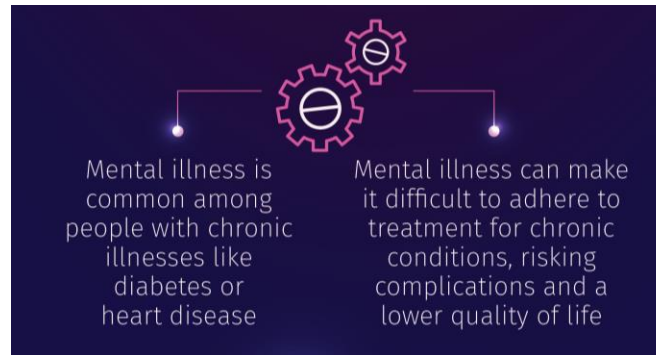 Mental illness is
common among
people with chronic
illnesses like
diabetes or
heart disease
Mental illness can make
it difficult to adhere to
treatment for chronic
conditions, risking
complications and a
lower quality of life